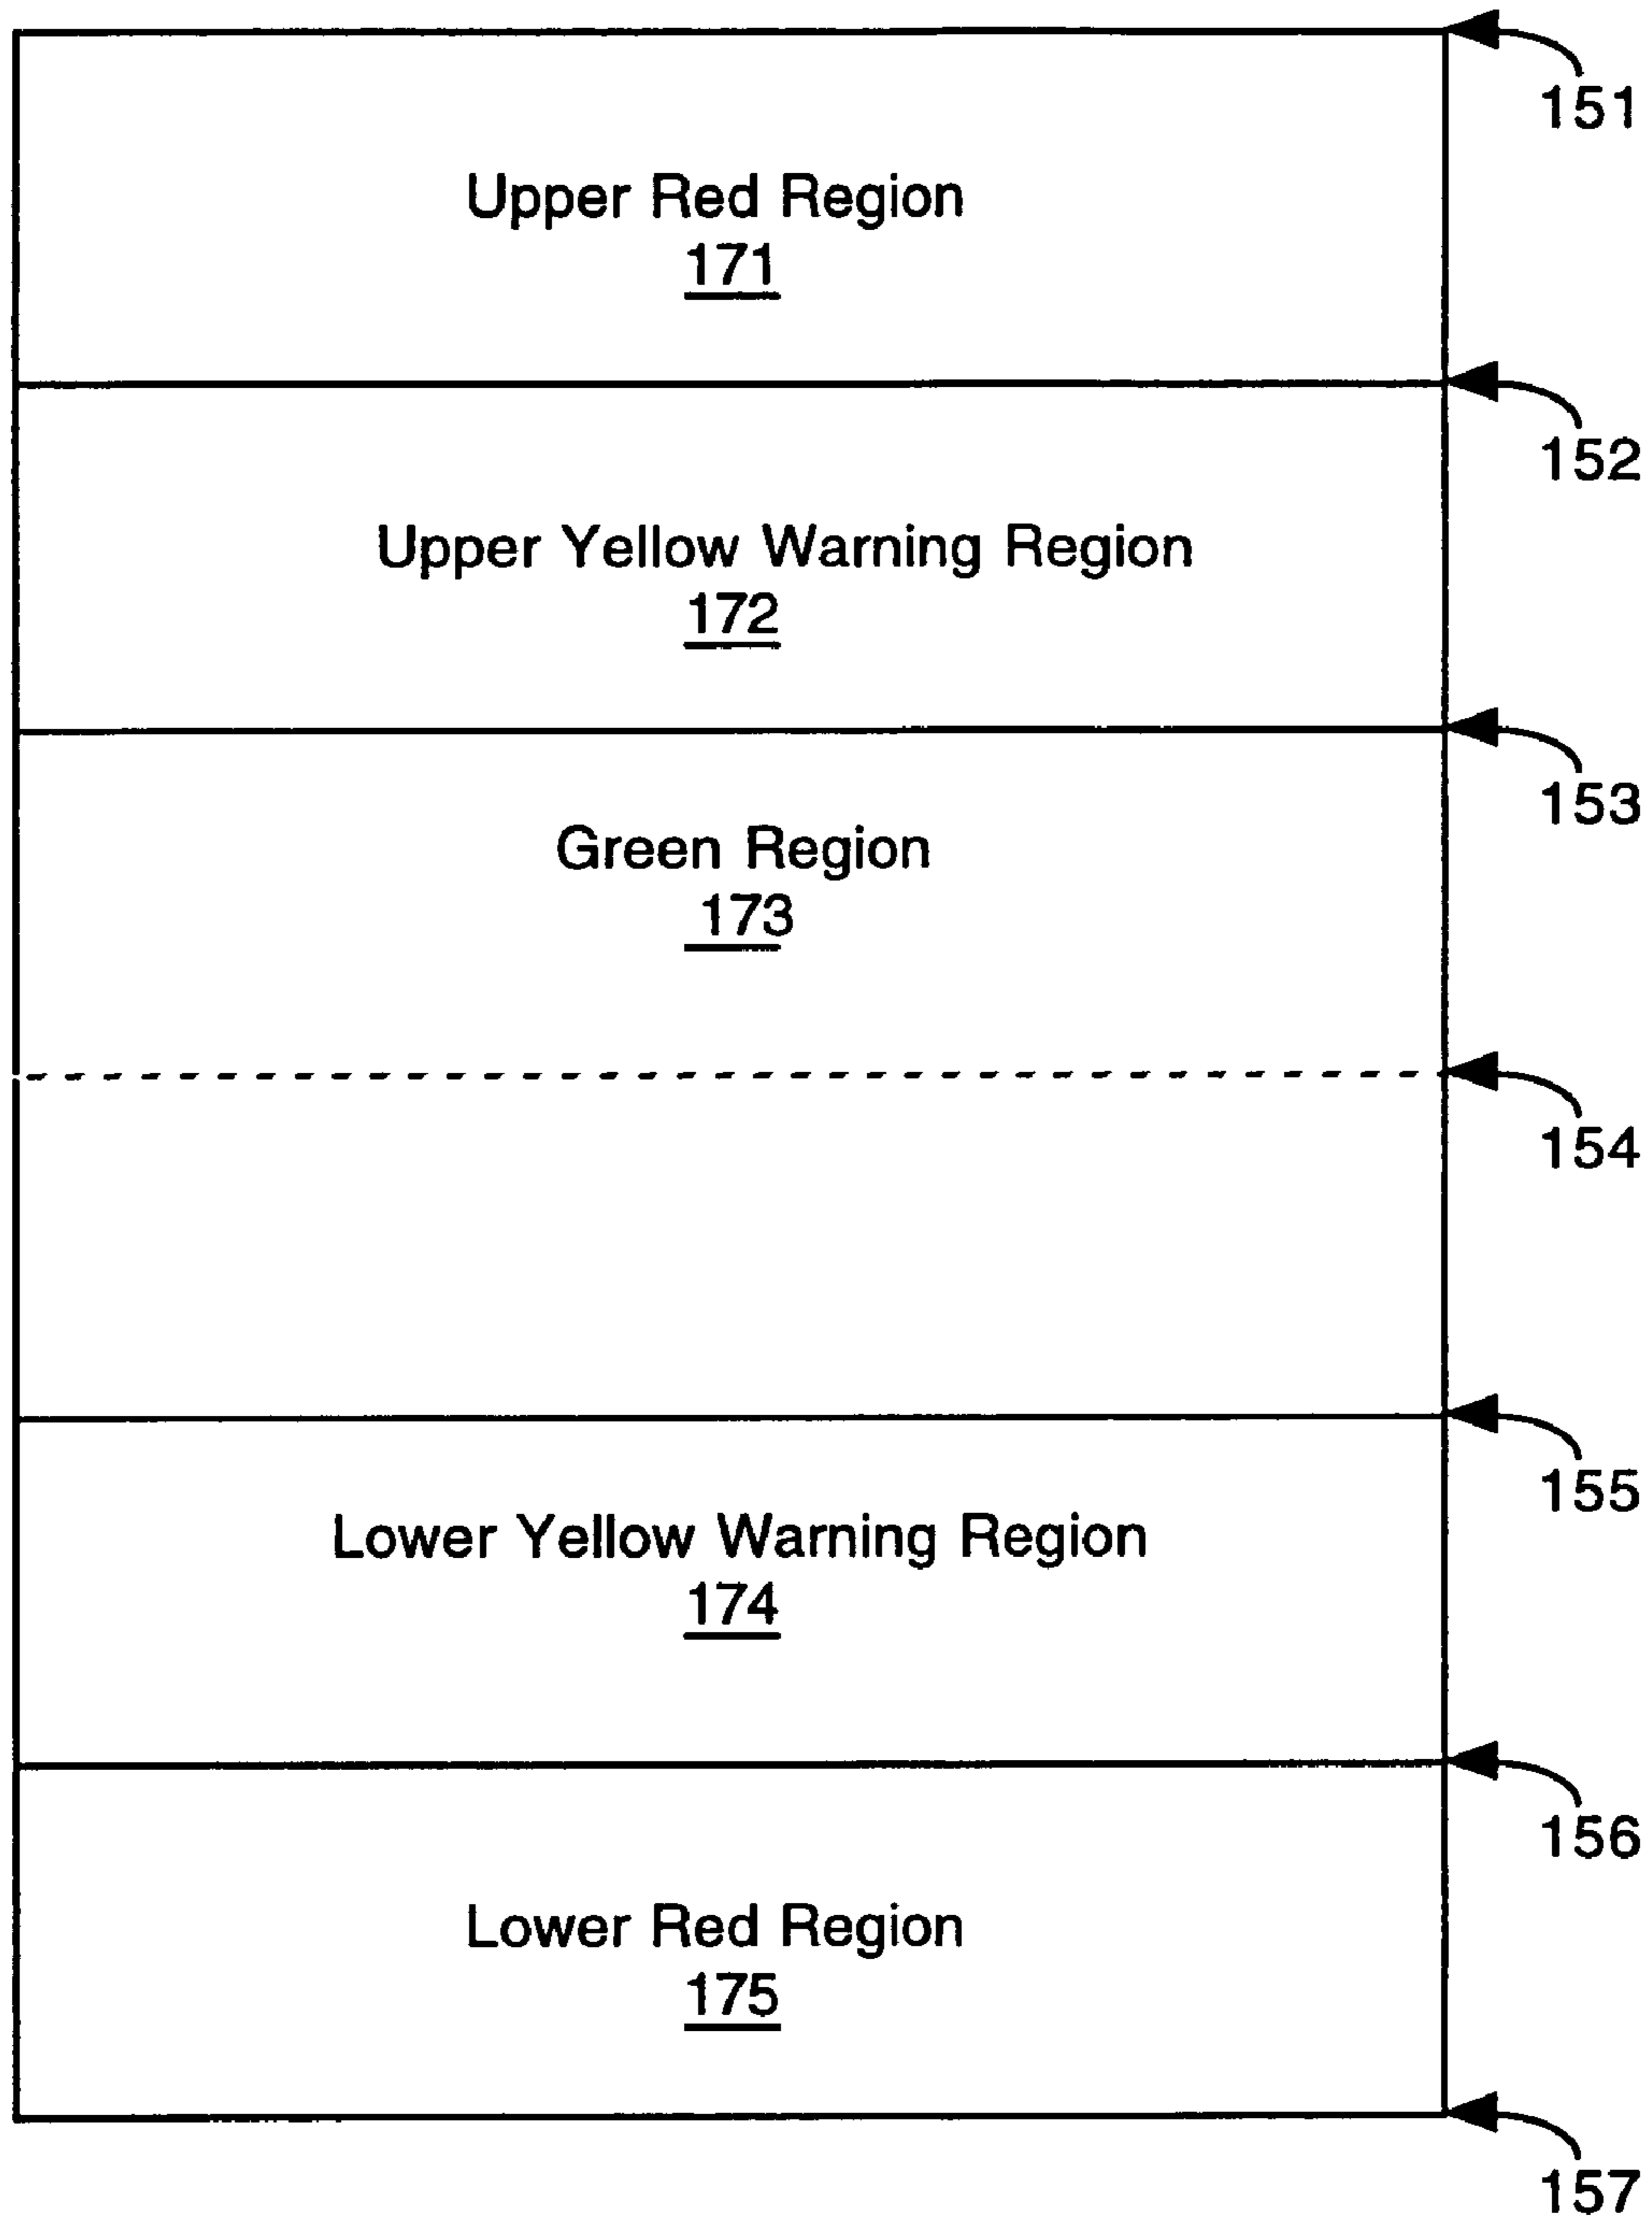 151
Upper Red Region
171
152
Upper Yellow Warning Region
172
153
Green Region
173
154
155
Lower Yellow Warning Region
174
156
Lower Red Region
175
157